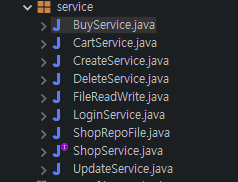 service
BuyService.java
CartService.java
CreateService.java
DeleteService.java
FileReadWrite.java
LoginService.java
ShopRepoFile.java
ShopService.java
UpdateService.java